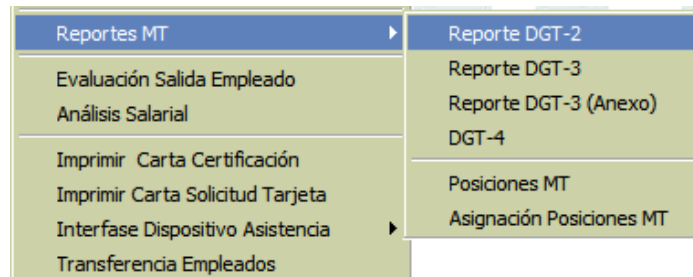 Reportes MT
Evaluación Salida Empleado
Análisis Salarial
Imprimir Carta Certificación
Imprimir Carta Solicitud Tarjeta
Interfase Dispositivo Asistencia
Transferencia Empleados
Reporte DGT-2
Reporte DGT-3
Reporte DGT-3 (Anexo)
DGT-4
Posiciones MT
Asignación Posiciones MT